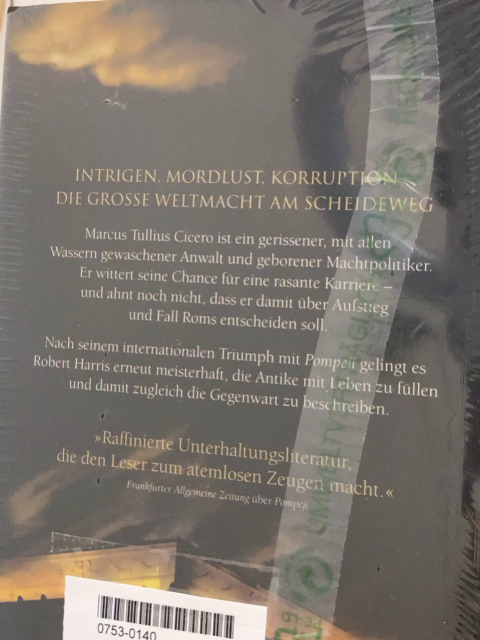 INTRIGEN, MORDLUST, KORRUPTION –
DIE GROSSE WELTMACHT AM SCHEIDEWEG
Marcus Tullius Cicero ist ein gerissener, mit allen
Wassern gewaschener Anwalt und geborener Machtpolitiker.
Er wittert seine Chance für eine rasante Karriere –
und ahnt noch nicht, dass er damit über Aufstieg
und Fall Roms entscheiden soll.
Nach seinem internationalen Triumph mit Pompeji gelingt es
Robert Harris erneut meisterhaft, die Antike mit Leben zu füllen
und damit zugleich die Gegenwart zu beschreiben.
»Raffinierte Unterhaltungsliteratur,
die den Leser zum atemlosen Zeugen macht.«
Frankfurter Allgemeine Zeitung über Pompeji
0753-0140